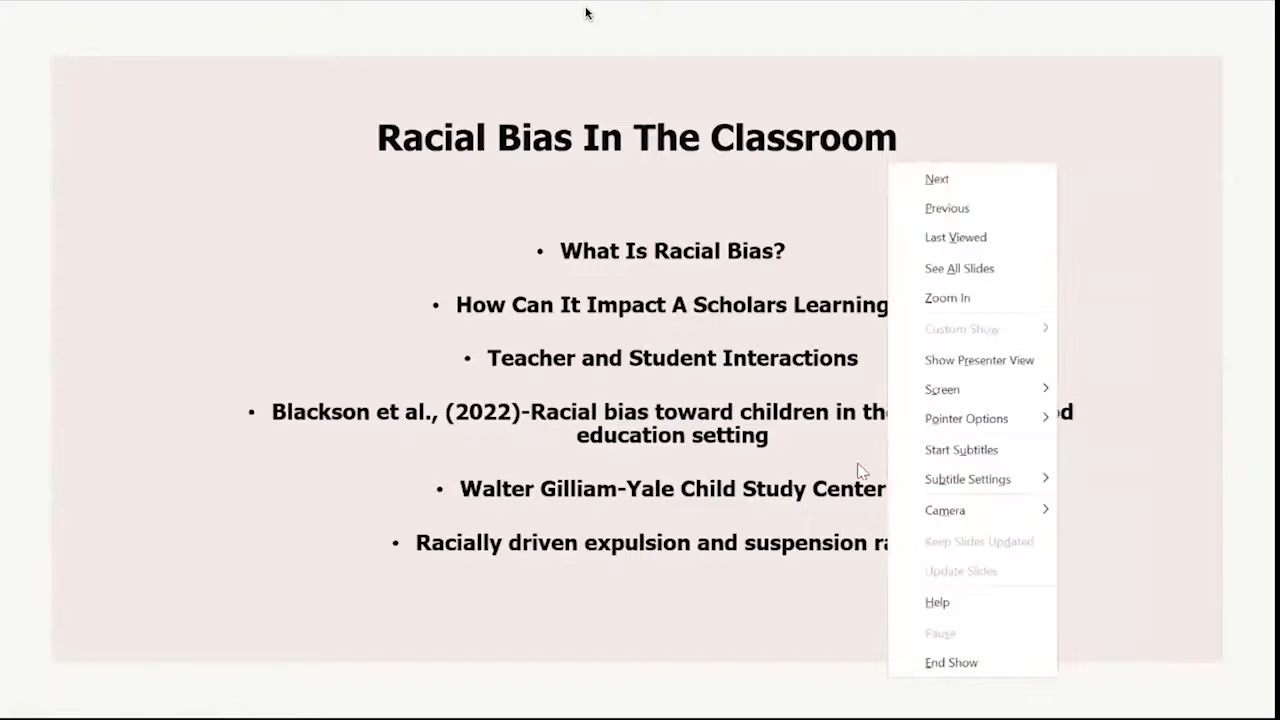 Racial Bias In The Classroom
• What Is Racial Bias?
• How Can It Impact A Scholars Learning
• Teacher and Student Interactions
• Blackson et al., (2022)-Racial bias toward children in
education setting
• Walter Gilliam-Yale Child Study Center
• Racially driven expulsion and suspension
Next
Previous
Last Viewed
See All Slides
Zoom In
Custom Show
Show Presenter View
Screen
Pointer Options
Start Subtitles
Subtitle Settings
Camera
Keep Slides Updated
Update Slides
Help
Pause
End Show